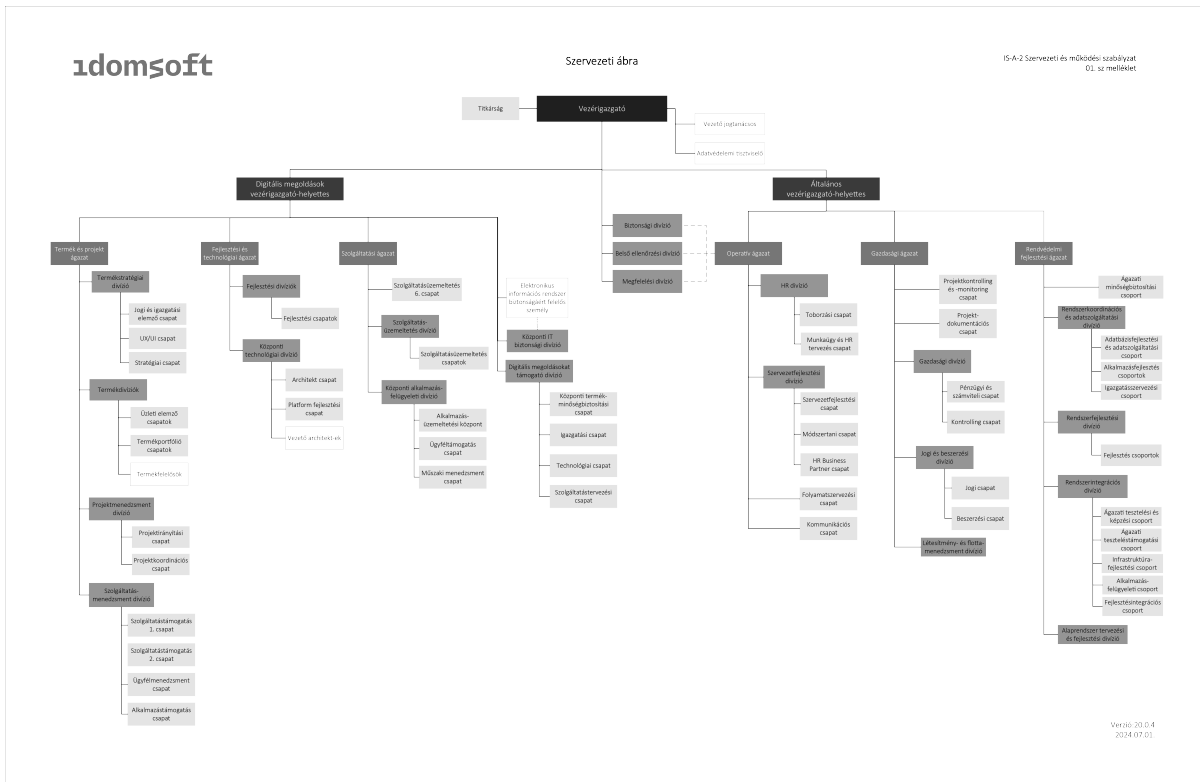 ıdomsoft
Szervezeti ábra
IS-A-2 Szervezeti és működési szabályzat
01. sz melléklet
Titkárság
Vezérigazgató
Vezető jogtanácsos
Adatvédelmi tisztviselő
Digitális megoldások
vezérigazgató-helyettes
Általános
vezérigazgató-helyettes
Biztonsági divízió
Belső ellenőrzési divízió
Megfelelési divízió
Termék és projekt
ágazat
Termékstratégiai
divízió
Jogi és igazgatási
elemző csapat
UX/UI csapat
Stratégiai csapat
Termékdivíziók
Üzleti elemző
csapatok
Termékportfólió
csapatok
Termékfelelősök
Projektmenedzsment
divízió
Projektirányítási
csapat
Projektkoordinációs
csapat
Szolgáltatás-
menedzsment divízió
Szolgáltatástámogatás
1. csapat
Szolgáltatástámogatás
2. csapat
Ügyfélmenedzsment
csapat
Alkalmazástámogatás
csapat
Fejlesztési és
technológiai ágazat
Fejlesztési divíziók
Fejlesztési csapatok
Központi
technológiai divízió
Architekt csapat
Platform fejlesztési
csapat
Vezető architekt-ek
Szolgáltatási ágazat
Szolgáltatásüzemeltetés
6. csapat
Szolgáltatás-
üzemeltetés divízió
Szolgáltatásüzemeltetés
csapatok
Központi alkalmazás-
felügyeleti divízió
Alkalmazás-
üzemeltetési központ
Ügyféltámogatás
csapat
Műszaki menedzsment
csapat
Elektronikus
információs rendszer
biztonságáért felelős
személy
Központi IT
biztonsági divízió
Digitális megoldásokat
támogató divízió
Központi termék-
minőségbiztosítási
csapat
Igazgatási csapat
Technológiai csapat
Szolgáltatástervezési
csapat
Operatív ágazat
HR divízió
Toborzási csapat
Munkaügy és HR
tervezés csapat
Szervezetfejlesztési
divízió
Szervezetfejlesztési
csapat
Módszertani csapat
HR Business
Partner csapat
Folyamatszervezési
csapat
Kommunikációs
csapat
Gazdasági ágazat
Projektkontrolling
és -monitoring
csapat
Projekt-
dokumentációs
csapat
Gazdasági divízió
Pénzügyi és
számviteli csapat
Kontrolling csapat
Jogi és beszerzési
divízió
Jogi csapat
Beszerzési csapat
Létesítmény- és flotta-
menedzsment divízió
Rendvédelmi
fejlesztési ágazat
Ágazati
minőségbiztosítási
csoport
Rendszerkoordinációs
és adatszolgáltatási
divízió
Adatbázisfejlesztési
és adatszolgáltatási
csoport
Alkalmazásfejlesztés
csoportok
Igazgatásszervezési
csoport
Rendszerfejlesztési
divízió
Fejlesztés csoportok
Rendszerintegrációs
divízió
Ágazati tesztelési és
képzési csoport
Ágazati
teszteléstámogatási
csoport
Infrastruktúra-
fejlesztési csoport
Alkalmazás-
felügyeleti csoport
Fejlesztésintegrációs
csoport
Alaprendszer tervezési
és fejlesztési divízió
Verzió 20.0.4
2024.07.01.